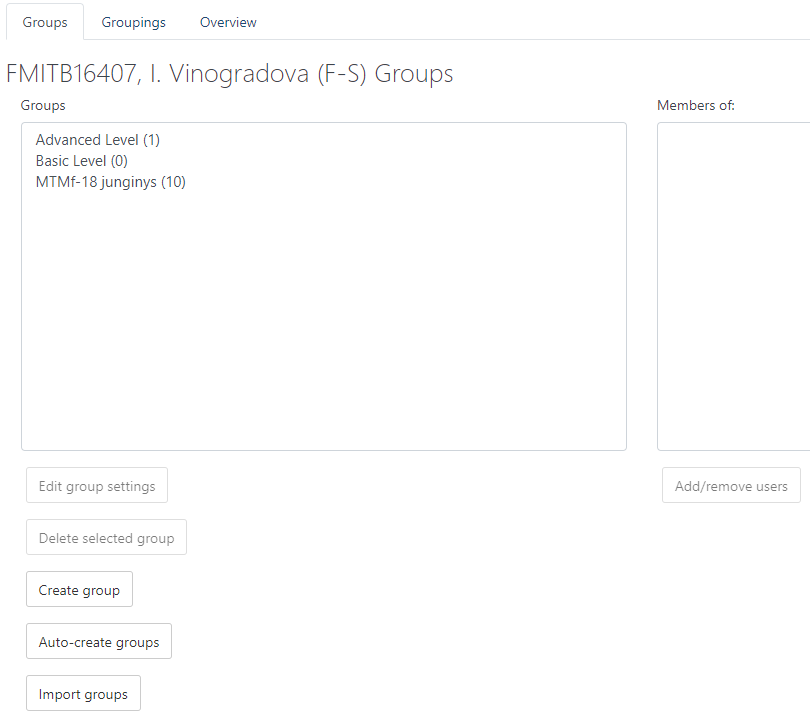 Groups
Groupings
Overview
FMITB16407, I. Vinogradova (F-S) Groups
Groups
Members of:
Advanced Level (1)
Basic Level (0)
MTMf-18 junginys (10)
Edit group settings
Add/remove users
Delete selected group
Create group
Auto-create groups
Import groups